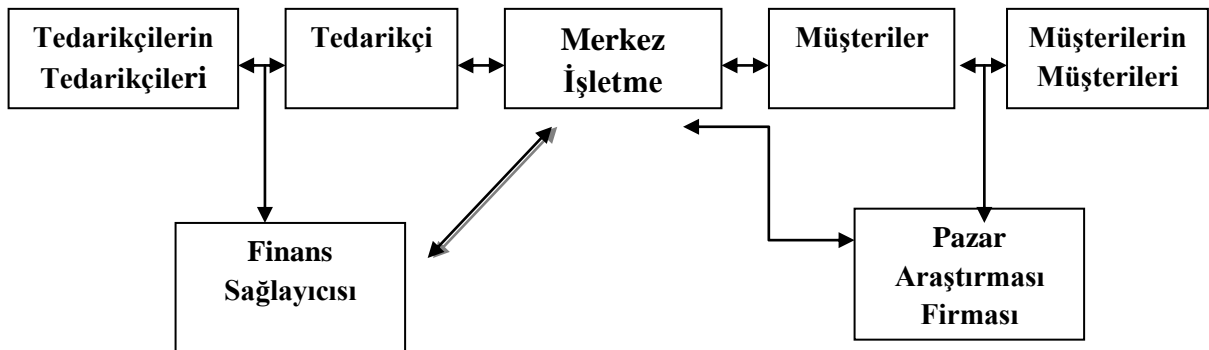 Tedarikçilerin
Tedarikçileri
Tedarikçi
Merkez
İşletme
Müşteriler
Müşterilerin
Müşterileri
Finans
Sağlayıcısı
Pazar
Araştırması
Firması